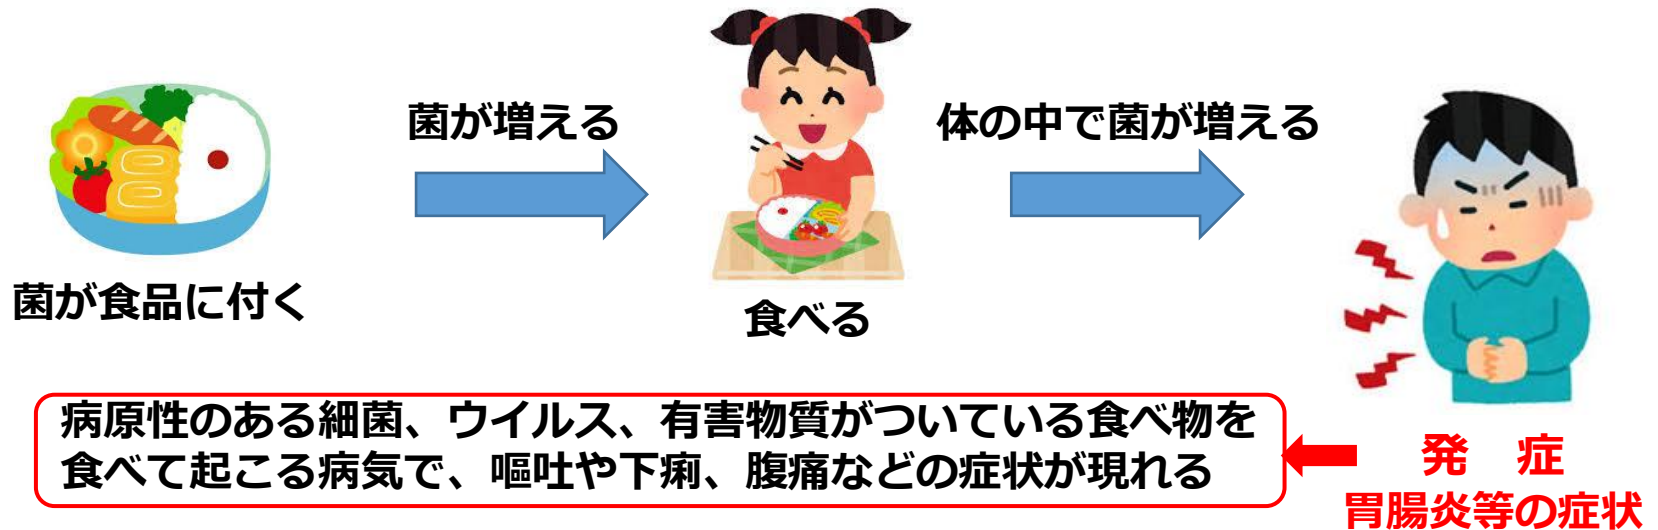 菌が増える
体の中で菌が増える
菌が食品に付く
食べる
病原性のある細菌、ウイルス、有害物質がついている食べ物を
食べて起こる病気で、嘔吐や下痢、腹痛などの症状が現れる
発　症
胃腸炎等の症状